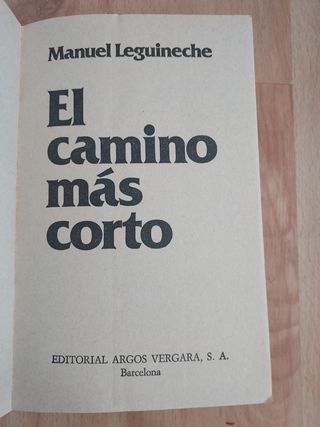 Manuel Leguineche
El
camino
más
corto
EDITORIAL ARGOS VERGARA, S. A.
Barcelona